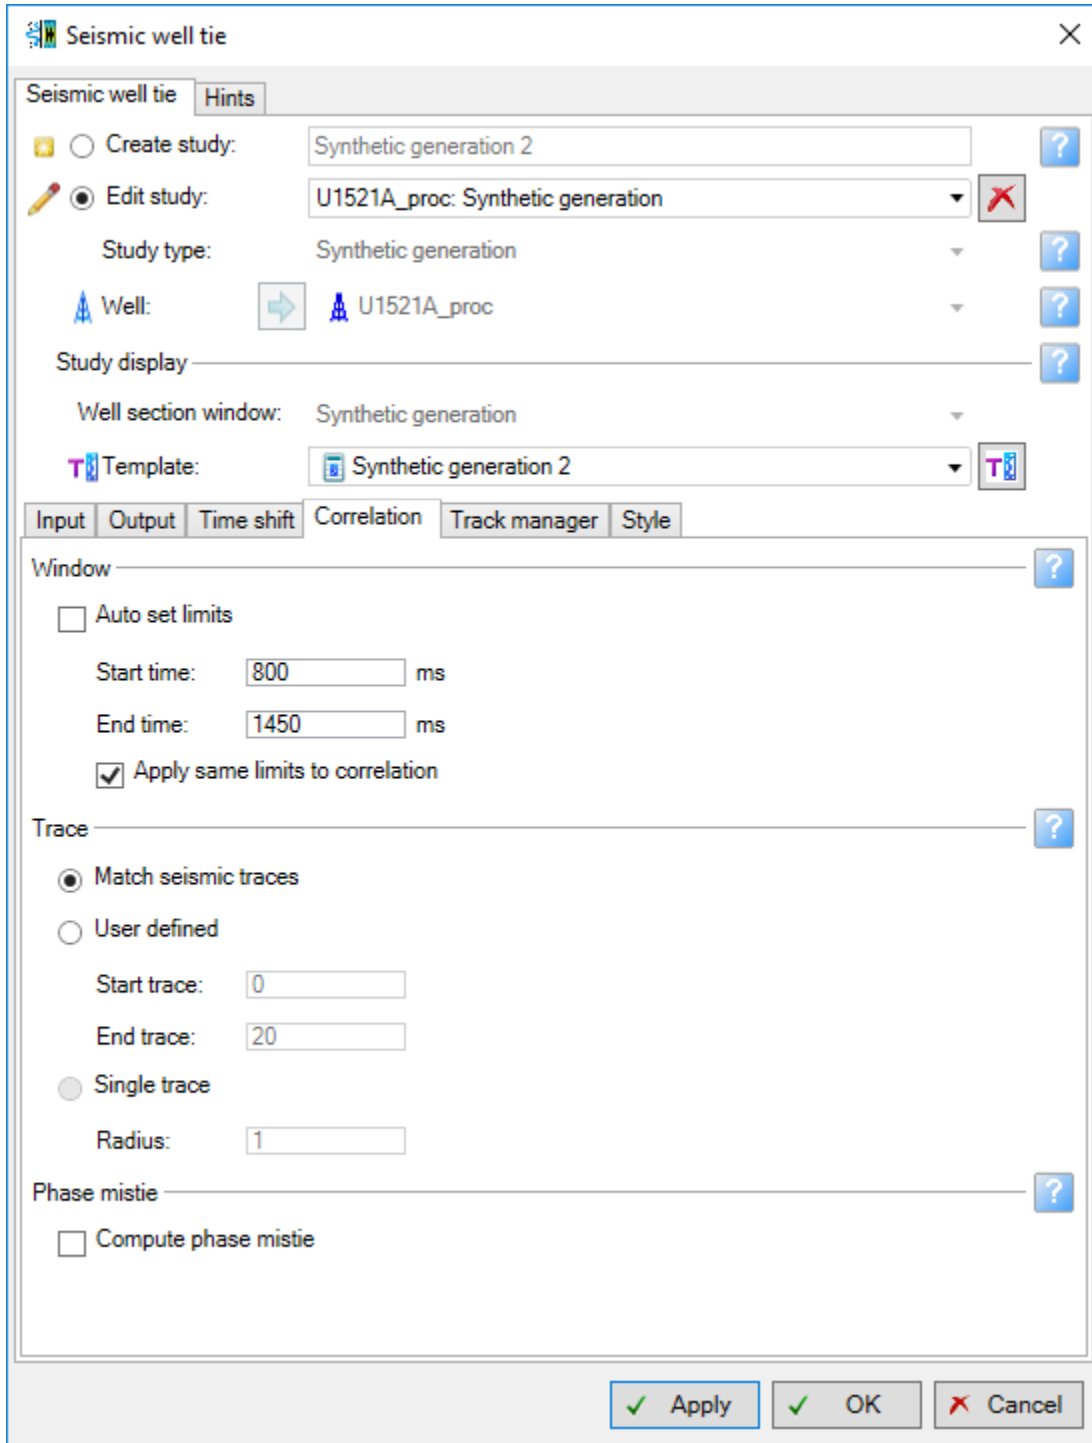 Seismic well tie
Seismic well tie Hints
Create study: Synthetic generation 2 ?
Edit study: U1521A_proc: Synthetic generation
Study type: Synthetic generation ?
Well: U1521A_proc ?
Study display ?
Well section window: Synthetic generation
T Template: Synthetic generation 2 T
Input Output Time shift Correlation Track manager Style
Window ?
Auto set limits
Start time: 800 ms
End time: 1450 ms
Apply same limits to correlation
Trace ?
Match seismic traces
User defined
Start trace: 0
End trace: 20
Single trace
Radius: 1
Phase mistie ?
Compute phase mistie
Apply OK Cancel